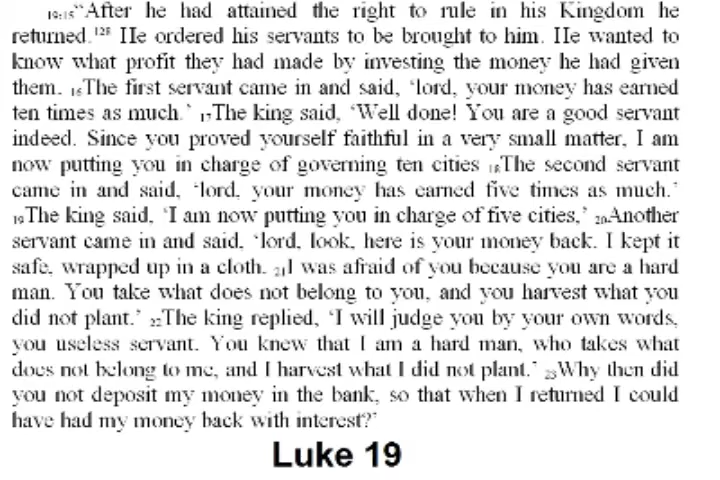 19:15“After he had attained the right to rule in his Kingdom he
returned.128 He ordered his servants to be brought to him. He wanted to
know what profit they had made by investing the money he had given
them. 16The first servant came in and said, ‘lord, your money has earned
ten times as much.’ 17The king said, ‘Well done! You are a good servant
indeed. Since you proved yourself faithful in a very small matter, I am
now putting you in charge of governing ten cities 18The second servant
came in and said, ‘lord, your money has earned five times as much.’
19The king said, ‘I am now putting you in charge of five cities,’ 20Another
servant came in and said, ‘lord, look, here is your money back. I kept it
safe, wrapped up in a cloth. 21I was afraid of you because you are a hard
man. You take what does not belong to you, and you harvest what you
did not plant.’ 22The king replied, ‘I will judge you by your own words,
you useless servant. You knew that I am a hard man, who takes what
does not belong to me, and I harvest what I did not plant.’ 23Why then did
you not deposit my money in the bank, so that when I returned I could
have had my money back with interest?’
Luke 19